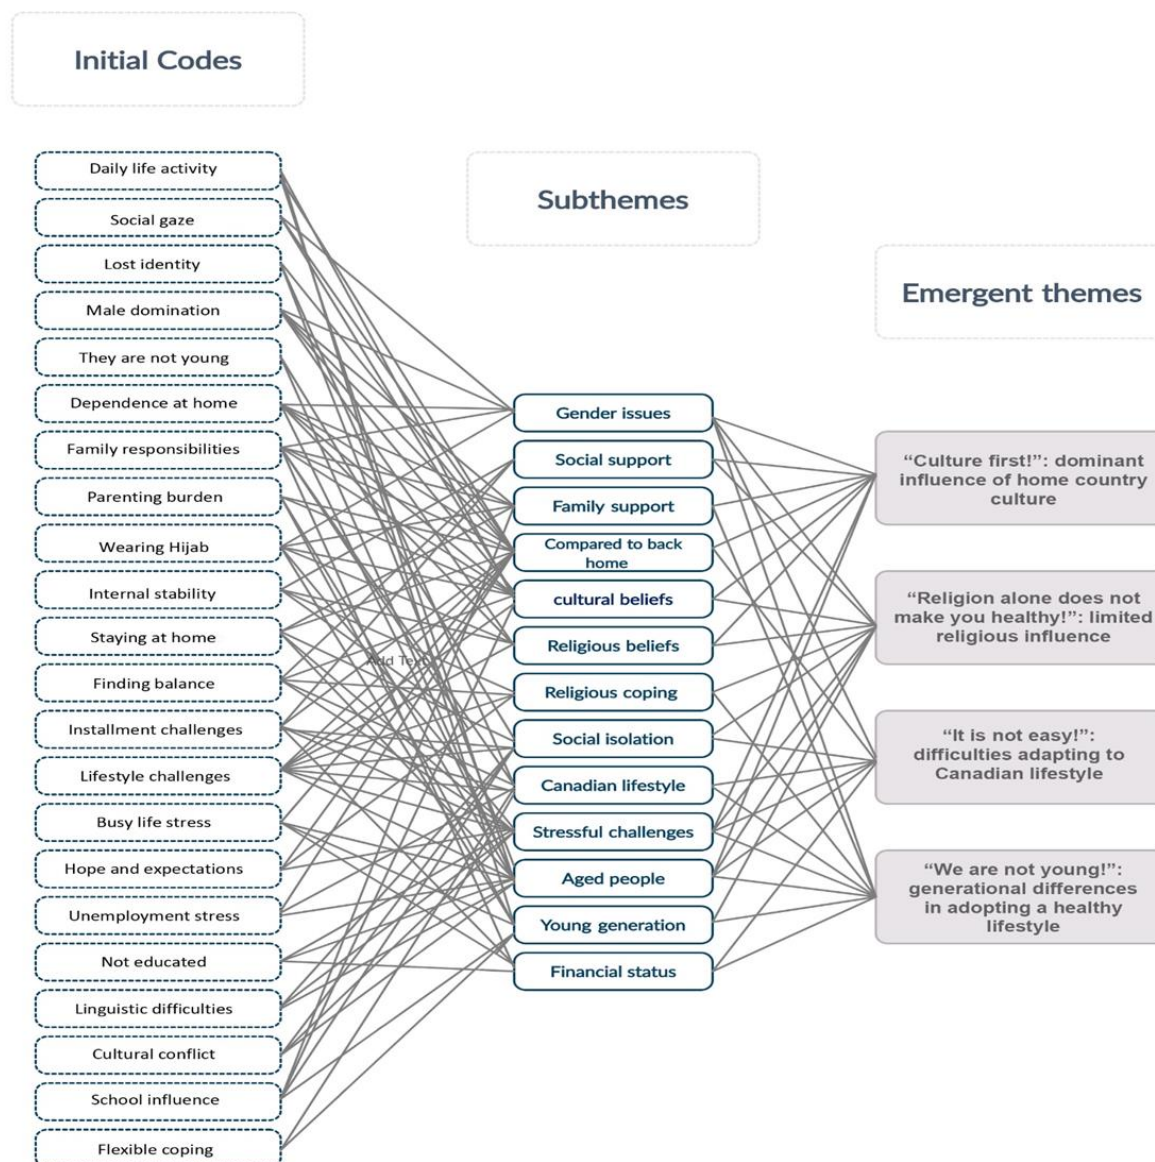 Initial Codes
Daily life activity
Social gaze
Lost identity
Male domination
They are not young
Dependence at home
Family responsibilities
Parenting burden
Wearing Hijab
Internal stability
Staying at home
Finding balance
Installment challenges
Lifestyle challenges
Busy life stress
Hope and expectations
Unemployment stress
Not educated
Linguistic difficulties
Cultural conflict
School influence
Flexible coping
Add Text
Subthemes
Gender issues
Social support
Family support
Compared to back
home
cultural beliefs
Religious beliefs
Religious coping
Social isolation
Canadian lifestyle
Stressful challenges
Aged people
Young generation
Financial status
Emergent themes
“Culture first!”: dominant
influence of home country
culture
“Religion alone does not
make you healthy!”: limited
religious influence
“It is not easy!”:
difficulties adapting to
Canadian lifestyle
“We are not young!”:
generational differences
in adopting a healthy
lifestyle